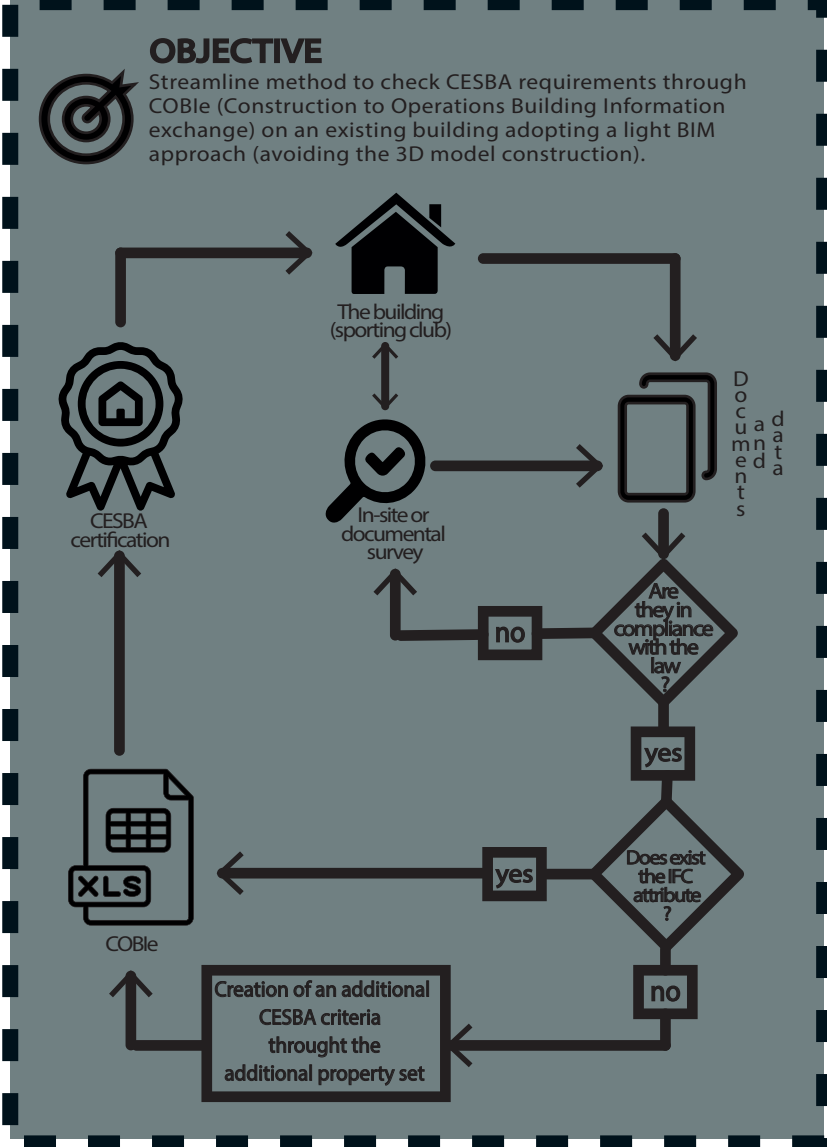 OBJECTIVE
Streamline method to check CESBA requirements through
COBIe (Construction to Operations Building Information
exchange) on an existing building adopting a light BIM
approach (avoiding the 3D model construction).
The building
(sporting club)
Documents
and
data
CESBA
certification
In-site or
documental
survey
Are
they in
compliance
with the
law
?
no
yes
Does exist
the IFC
attribute
?
yes
XLS
COBIe
no
Creation of an additional
CESBA criteria
throught the
additional property set